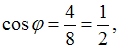 cos φ = 4/8 = 1/2,